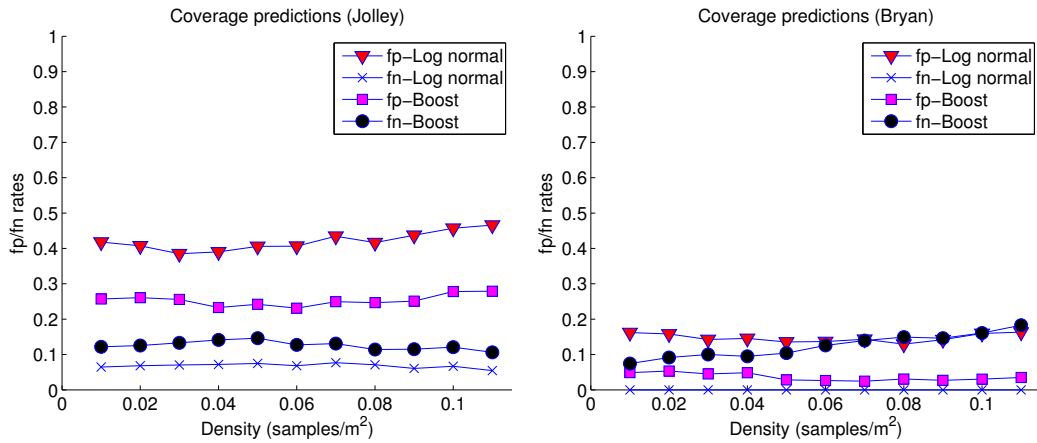 Coverage predictions (Jolley)
1
0.9
0.8
0.7
0.6
0.5
0.4
0.3
0.2
0.1
0
fp/fn rates
fp−Log normal
fn−Log normal
fp−Boost
fn−Boost
0 0.02 0.04 0.06 0.08 0.1
Density (samples/m²)
Coverage predictions (Bryan)
1
0.9
0.8
0.7
0.6
0.5
0.4
0.3
0.2
0.1
0
fp/fn rates
fp−Log normal
fn−Log normal
fp−Boost
fn−Boost
0 0.02 0.04 0.06 0.08 0.1
Density (samples/m²)